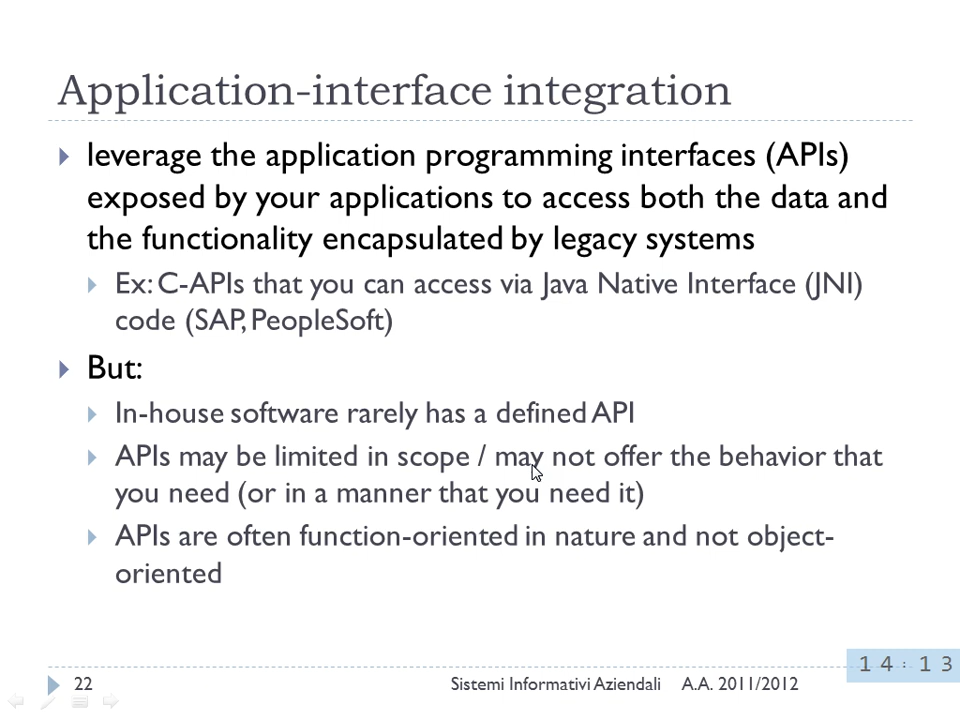 Application-interface integration
leverage the application programming interfaces (APIs)
exposed by your applications to access both the data and
the functionality encapsulated by legacy systems
Ex: C-APIs that you can access via Java Native Interface (JNI)
code (SAP, PeopleSoft)
But:
In-house software rarely has a defined API
APIs may be limited in scope / may not offer the behavior that
you need (or in a manner that you need it)
APIs are often function-oriented in nature and not object-
oriented
22
Sistemi Informativi Aziendali A.A. 2011/2012
14:13